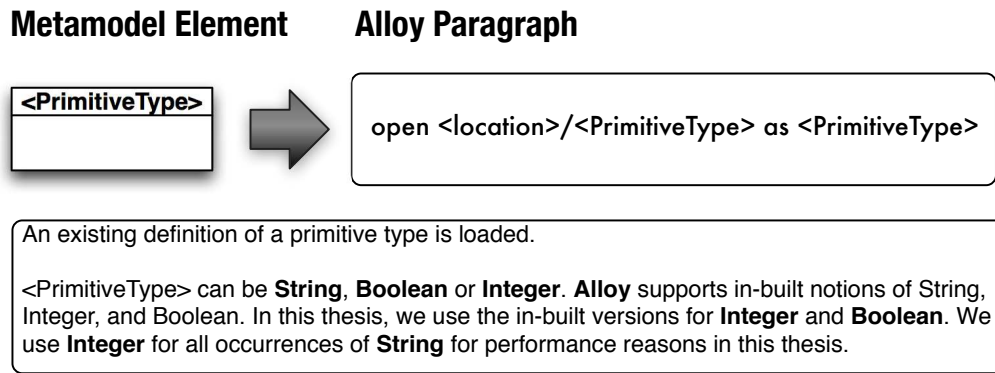 Metamodel Element Alloy Paragraph
<PrimitiveType>
open <location>/<PrimitiveType> as <PrimitiveType>
An existing definition of a primitive type is loaded.
<PrimitiveType> can be String, Boolean or Integer. Alloy supports in-built notions of String,
Integer, and Boolean. In this thesis, we use the in-built versions for Integer and Boolean. We
use Integer for all occurrences of String for performance reasons in this thesis.